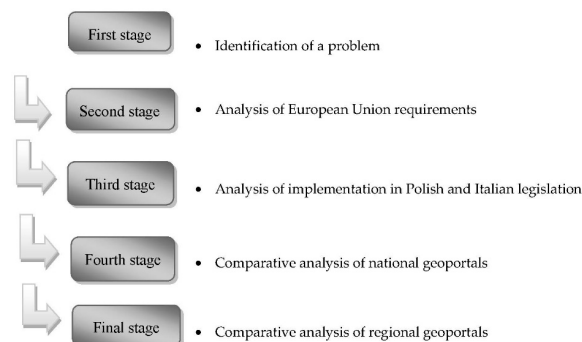 First stage • Identification of a problem
Second stage • Analysis of European Union requirements
Third stage • Analysis of implementation in Polish and Italian legislation
Fourth stage • Comparative analysis of national geoportals
Final stage • Comparative analysis of regional geoportals